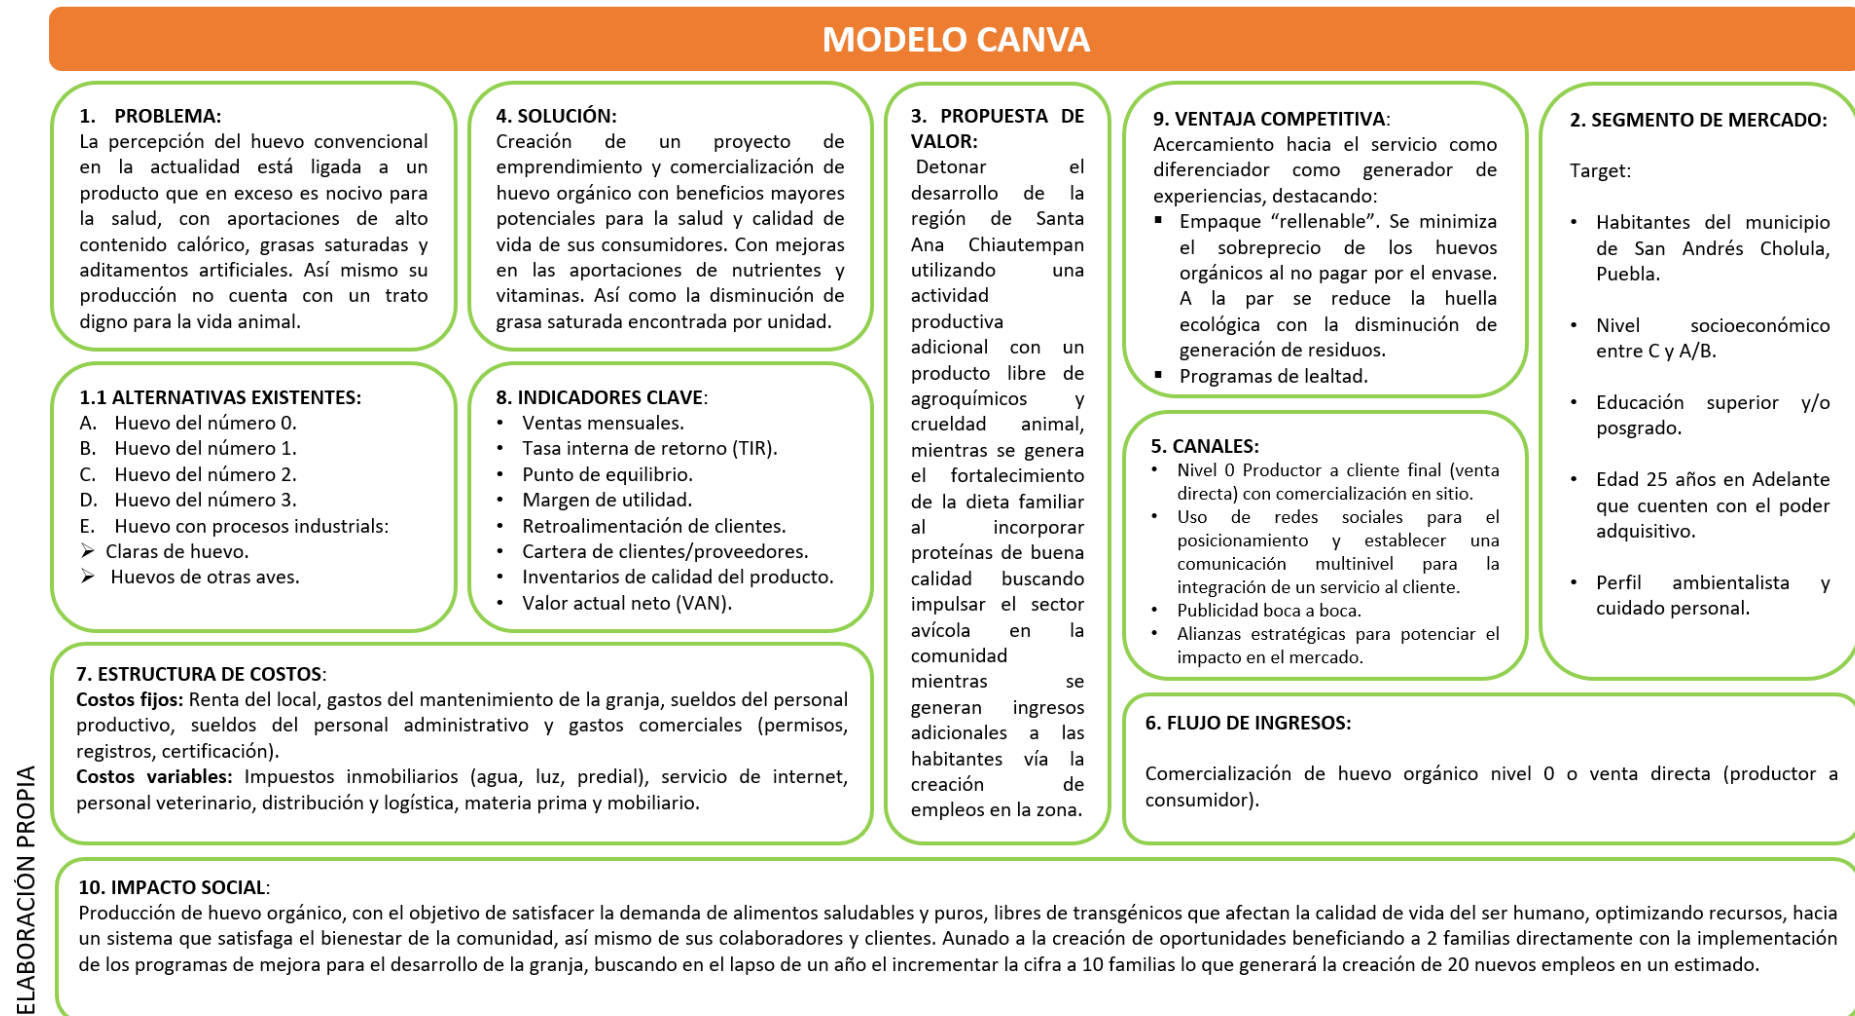 MODELO CANVA
1. PROBLEMA:
La percepción del huevo convencional
en la actualidad está ligada a un
producto que en exceso es nocivo para
la salud, con aportaciones de alto
contenido calórico, grasas saturadas y
aditamentos artificiales. Así mismo su
producción no cuenta con un trato
digno para la vida animal.
1.1 ALTERNATIVAS EXISTENTES:
A. Huevo del número 0.
B. Huevo del número 1.
C. Huevo del número 2.
D. Huevo del número 3.
E. Huevo con procesos industrials:
➢ Claras de huevo.
➢ Huevos de otras aves.
4. SOLUCIÓN:
Creación de un proyecto de
emprendimiento y comercialización de
huevo orgánico con beneficios mayores
potenciales para la salud y calidad de
vida de sus consumidores. Con mejoras
en las aportaciones de nutrientes y
vitaminas. Así como la disminución de
grasa saturada encontrada por unidad.
8. INDICADORES CLAVE:
• Ventas mensuales.
• Tasa interna de retorno (TIR).
• Punto de equilibrio.
• Margen de utilidad.
• Retroalimentación de clientes.
• Cartera de clientes/proveedores.
• Inventarios de calidad del producto.
• Valor actual neto (VAN).
7. ESTRUCTURA DE COSTOS:
Costos fijos: Renta del local, gastos del mantenimiento de la granja, sueldos del personal
productivo, sueldos del personal administrativo y gastos comerciales (permisos,
registros, certificación).
Costos variables: Impuestos inmobiliarios (agua, luz, predial), servicio de internet,
personal veterinario, distribución y logística, materia prima y mobiliario.
3. PROPUESTA DE
VALOR:
Detonar el
desarrollo de la
región de Santa
Ana Chiautempan
utilizando una
actividad
productiva
adicional con un
producto libre de
agroquímicos y
crueldad animal,
mientras se genera
el fortalecimiento
de la dieta familiar
al incorporar
proteínas de buena
calidad buscando
impulsar el sector
avícola en la
comunidad
mientras se
generan ingresos
adicionales a las
habitantes vía la
creación de
empleos en la zona.
9. VENTAJA COMPETITIVA:
Acercamiento hacia el servicio como
diferenciador como generador de
experiencias, destacando:
▪ Empaque “rellenable”. Se minimiza
el sobreprecio de los huevos
orgánicos al no pagar por el envase.
A la par se reduce la huella
ecológica con la disminución de
generación de residuos.
▪ Programas de lealtad.
5. CANALES:
• Nivel 0 Productor a cliente final (venta
directa) con comercialización en sitio.
• Uso de redes sociales para el
posicionamiento y establecer una
comunicación multinivel para la
integración de un servicio al cliente.
• Publicidad boca a boca.
• Alianzas estratégicas para potenciar el
impacto en el mercado.
2. SEGMENTO DE MERCADO:
Target:
• Habitantes del municipio
de San Andrés Cholula,
Puebla.
• Nivel socioeconómico
entre C y A/B.
• Educación superior y/o
posgrado.
• Edad 25 años en Adelante
que cuenten con el poder
adquisitivo.
• Perfil ambientalista y
cuidado personal.
6. FLUJO DE INGRESOS:
Comercialización de huevo orgánico nivel 0 o venta directa (productor a
consumidor).
10. IMPACTO SOCIAL:
Producción de huevo orgánico, con el objetivo de satisfacer la demanda de alimentos saludables y puros, libres de transgénicos que afectan la calidad de vida del ser humano, optimizando recursos, hacia
un sistema que satisfaga el bienestar de la comunidad, así mismo de sus colaboradores y clientes. Aunado a la creación de oportunidades beneficiando a 2 familias directamente con la implementación
de los programas de mejora para el desarrollo de la granja, buscando en el lapso de un año el incrementar la cifra a 10 familias lo que generará la creación de 20 nuevos empleos en un estimado.
ELABORACIÓN PROPIA